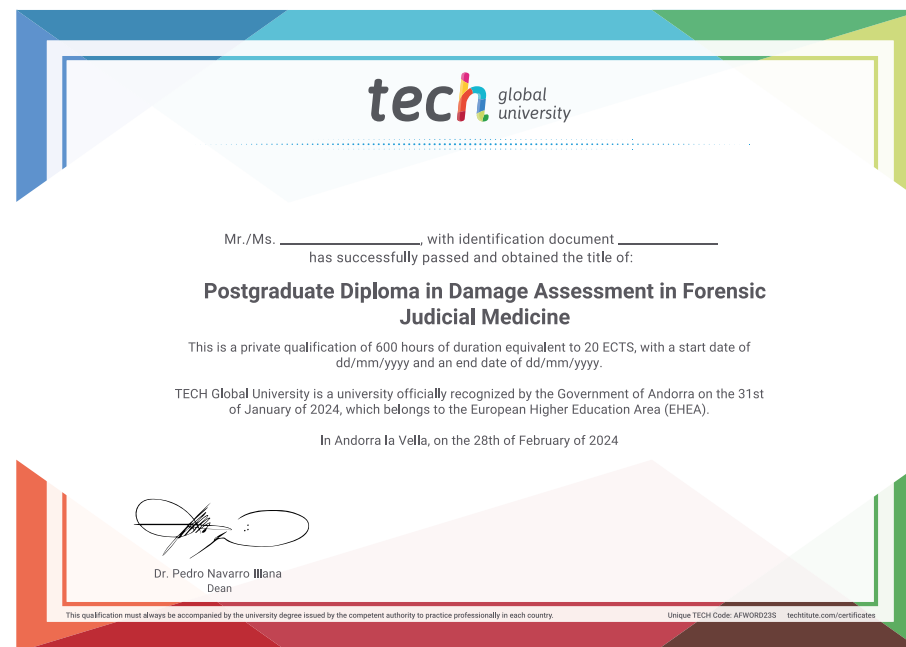 tech global
university
Mr./Ms. ____________, with identification document ____________
has successfully passed and obtained the title of:
Postgraduate Diploma in Damage Assessment in Forensic
Judicial Medicine
This is a private qualification of 600 hours of duration equivalent to 20 ECTS, with a start date of
dd/mm/yyyy and an end date of dd/mm/yyyy.
TECH Global University is a university officially recognized by the Government of Andorra on the 31st
of January of 2024, which belongs to the European Higher Education Area (EHEA).
In Andorra la Vella, on the 28th of February of 2024
Dr. Pedro Navarro Illana
Dean
This qualification must always be accompanied by the university degree issued by the competent authority to practice professionally in each country.
Unique TECH Code: AFWORD23S techtitute.com/certificates